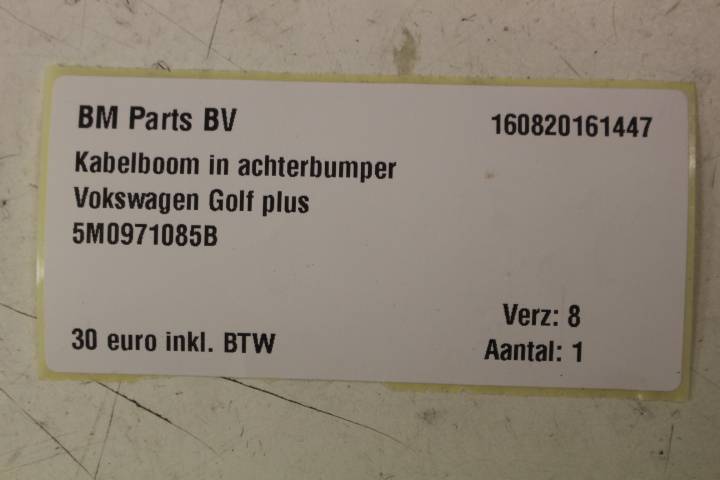 BM Parts BV
160820161447
Kabelboom in achterbumper
Vokswagen Golf plus
5M0971085B
Verz: 8
30 euro inkl. BTW
Aantal: 1